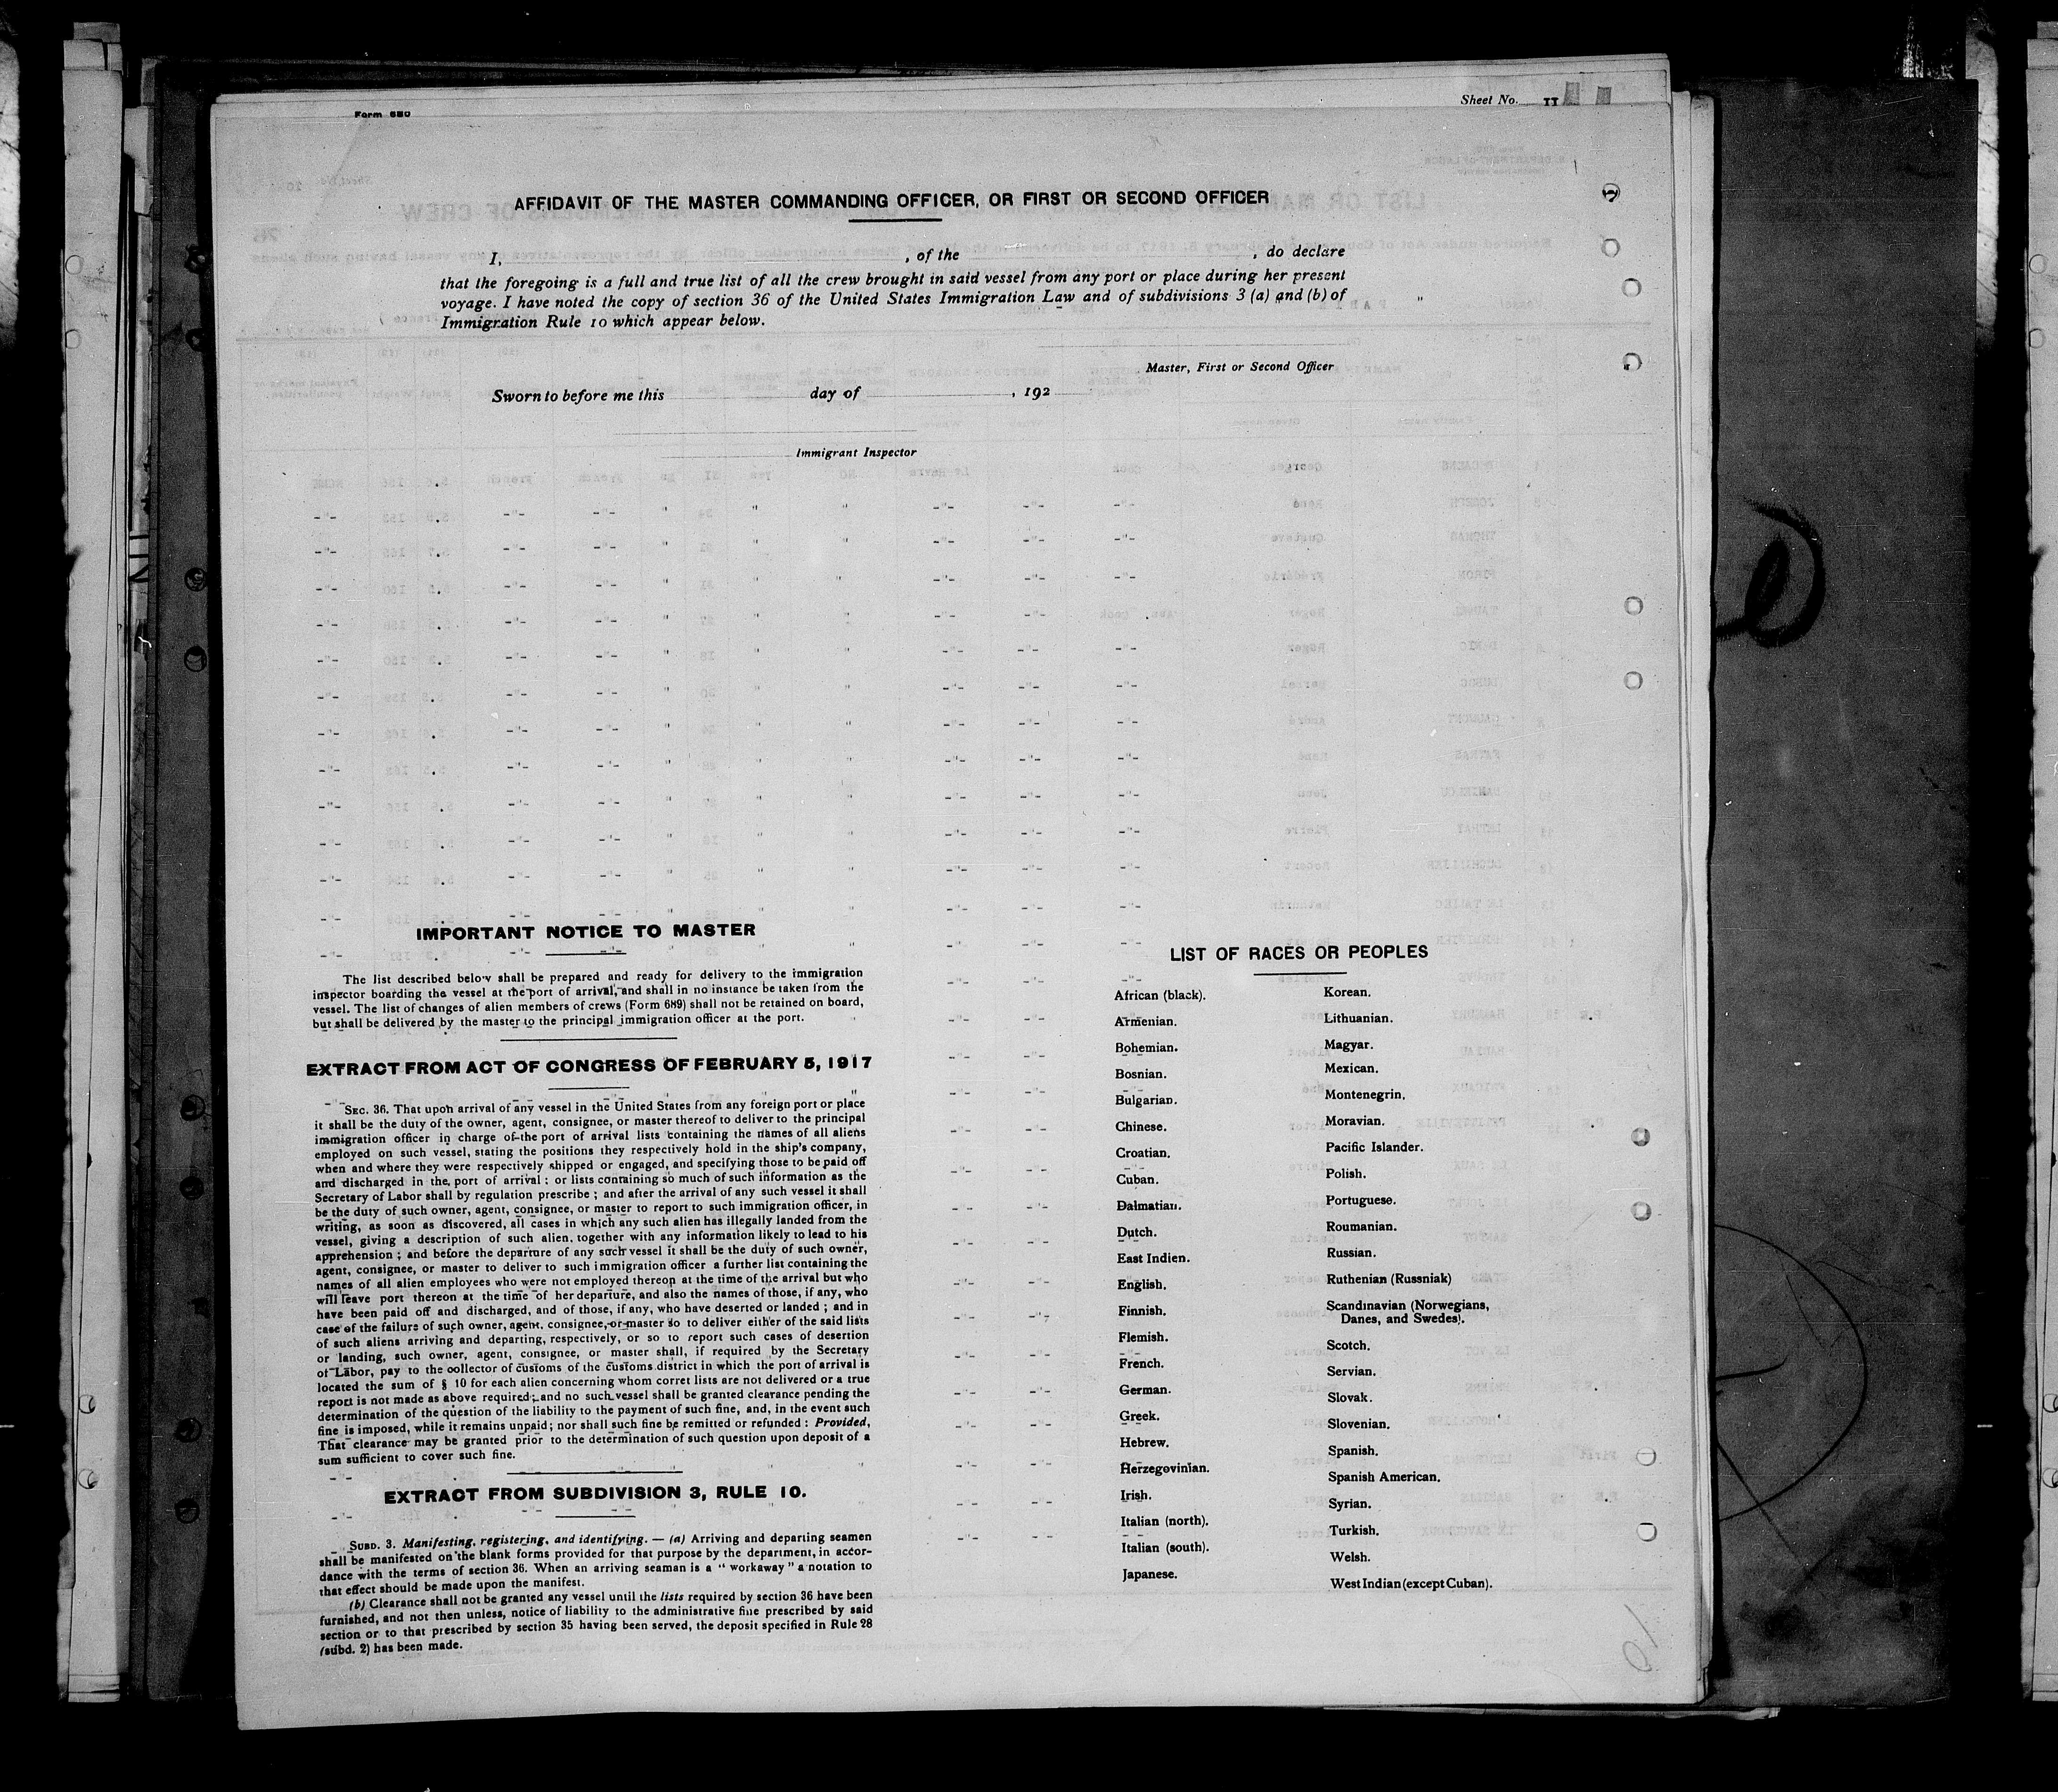 Sheet No. II
Form 680
AFFIDAVIT OF THE MASTER COMMANDING OFFICER, OR FIRST OR SECOND OFFICER
I, , of the , do declare
that the foregoing is a full and true list of all the crew brought in said vessel from any port or place during her present
voyage. I have noted the copy of section 36 of the United States Immigration Law and of subdivisions 3 (a) and (b) of
Immigration Rule 10 which appear below.
Master, First or Second Officer
Sworn to before me this day of , 192
Immigrant Inspector
IMPORTANT NOTICE TO MASTER
The list described below shall be prepared and ready for delivery to the immigration
inspector boarding the vessel at the port of arrival, and shall in no instance be taken from the
vessel. The list of changes of alien members of crews (Form 689) shall not be retained on board,
but shall be delivered by the master to the principal immigration officer at the port.
EXTRACT FROM ACT OF CONGRESS OF FEBRUARY 5, 1917
SEC. 36. That upon arrival of any vessel in the United States from any foreign port or place
it shall be the duty of the owner, agent, consignee, or master thereof to deliver to the principal
immigration officer in charge of the port of arrival lists containing the names of all aliens
employed on such vessel, stating the positions they respectively hold in the ship's company,
when and where they were respectively shipped or engaged, and specifying those to be paid off
and discharged in the port of arrival ; or lists containing so much of such information as the
Secretary of Labor shall by regulation prescribe ; and after the arrival of any such vessel it shall
be the duty of such owner, agent, consignee, or master to report to such immigration officer, in
writing, as soon as discovered, all cases in which any such alien has illegally landed from the
vessel, giving a description of such alien, together with any information likely to lead to his
apprehension ; and before the departure of any such vessel it shall be the duty of such owner,
agent, consignee, or master to deliver to such immigration officer a further list containing the
names of all alien employees who were not employed thereon at the time of the arrival but who
will leave port thereon at the time of her departure, and also the names of those, if any, who
have been paid off and discharged, and of those, if any, who have deserted or landed ; and in
case of the failure of such owner, agent, consignee, or master so to deliver either of the said lists
of such aliens arriving and departing, respectively, or so to report such cases of desertion
or landing, such owner, agent, consignee, or master shall, if required by the Secretary
of Labor, pay to the collector of customs of the customs district in which the port of arrival is
located the sum of § 10 for each alien concerning whom corret lists are not delivered or a true
report is not made as above required ; and no such vessel shall be granted clearance pending the
determination of the question of the liability to the payment of such fine, and, in the event such
fine is imposed, while it remains unpaid ; nor shall such fine be remitted or refunded : Provided,
That clearance may be granted prior to the determination of such question upon deposit of a
sum sufficient to cover such fine.
EXTRACT FROM SUBDIVISION 3, RULE 10.
SUBD. 3. Manifesting, registering, and identifying. — (a) Arriving and departing seamen
shall be manifested on the blank forms provided for that purpose by the department, in accor-
dance with the terms of section 36. When an arriving seaman is a " workaway " a notation to
that effect should be made upon the manifest.
(b) Clearance shall not be granted any vessel until the lists required by section 36 have been
furnished, and not then unless, notice of liability to the administrative fine prescribed by said
section or to that prescribed by section 35 having been served, the deposit specified in Rule 28
(subd. 2) has been made.
LIST OF RACES OR PEOPLES
African (black).
Armenian.
Bohemian.
Bosnian.
Bulgarian.
Chinese.
Croatian.
Cuban.
Dalmatian.
Dutch.
East Indien.
English.
Finnish.
Flemish.
French.
German.
Greek.
Hebrew.
Herzegovinian.
Irish.
Italian (north).
Italian (south).
Japanese.
Korean.
Lithuanian.
Magyar.
Mexican.
Montenegrin.
Moravian.
Pacific Islander.
Polish.
Portuguese.
Roumanian.
Russian.
Ruthenian (Russniak)
Scandinavian (Norwegians,
Danes, and Swedes).
Scotch.
Servian.
Slovak.
Slovenian.
Spanish.
Spanish American.
Syrian.
Turkish.
Welsh.
West Indian (except Cuban).
10